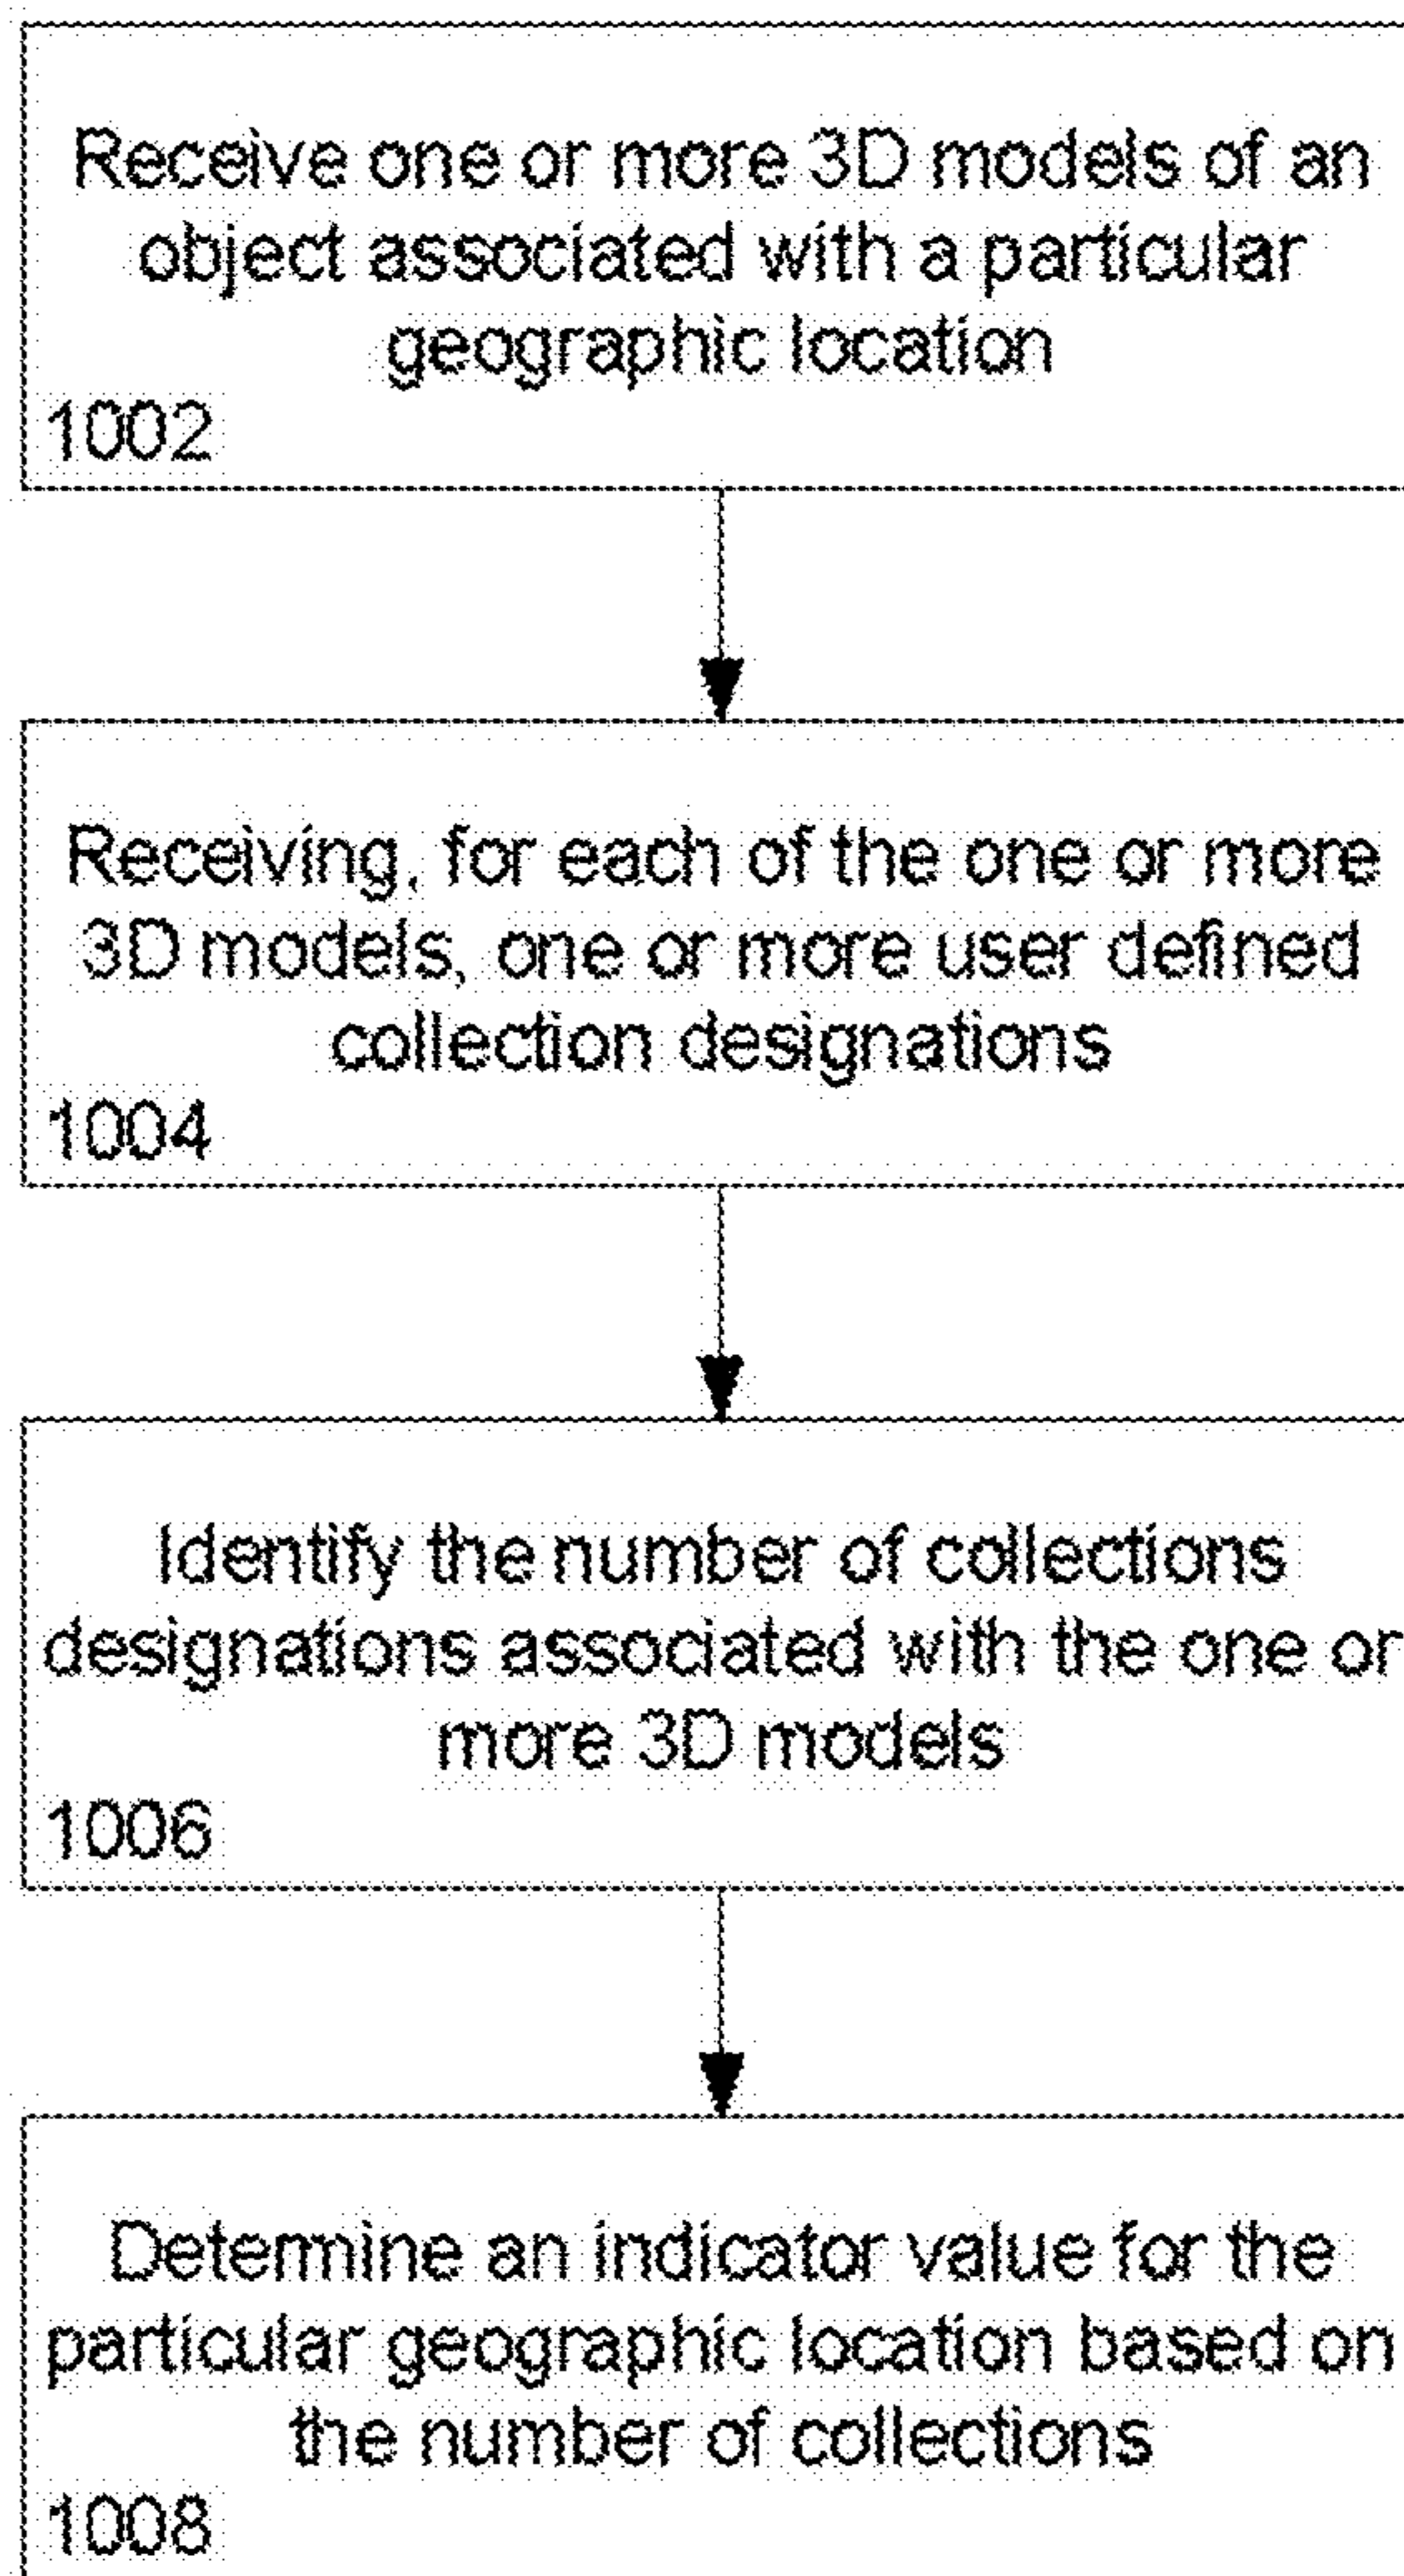 Receive one or more 3D models of an
object associated with a particular
geographic location
1002
Receiving, for each of the one or more
3D models, one or more user defined
collection designations
1004
Identify the number of collections
designations associated with the one or
more 3D models
1006
Determine an indicator value for the
particular geographic location based on
the number of collections
1008